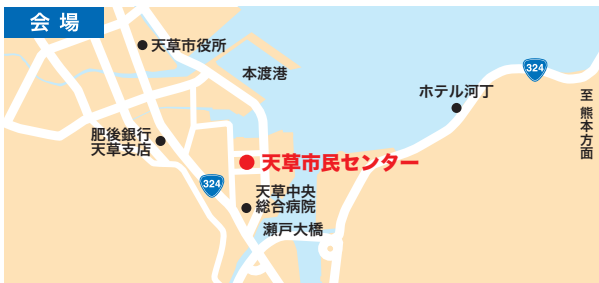 会場
天草市役所
本渡港
324
ホテル河丁
至 熊本方面
肥後銀行
天草支店
天草市民センター
324
天草中央
総合病院
瀬戸大橋